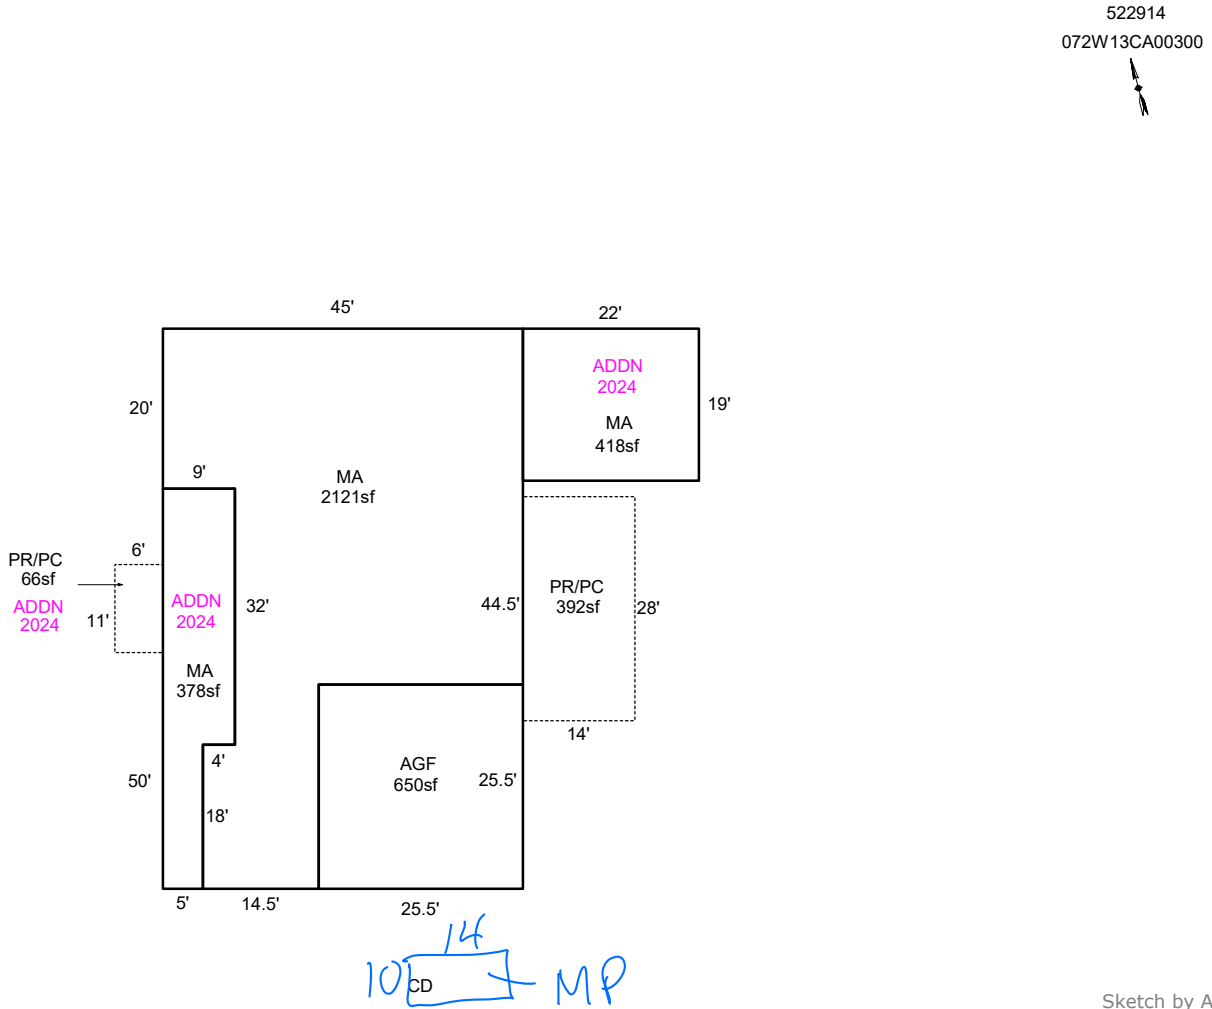 522914
072W13CA00300
45'
22'
ADDN
2024
20'
19'
MA
418sf
9'
MA
2121sf
6'
PR/PC
66sf
ADDN
2024
11'
ADDN
2024
32'
44.5'
PR/PC
392sf
28'
MA
378sf
14'
4'
AGF
650sf
50'
25.5'
18'
5'
14.5'
25.5'
14
10
CD
MP
Sketch by A